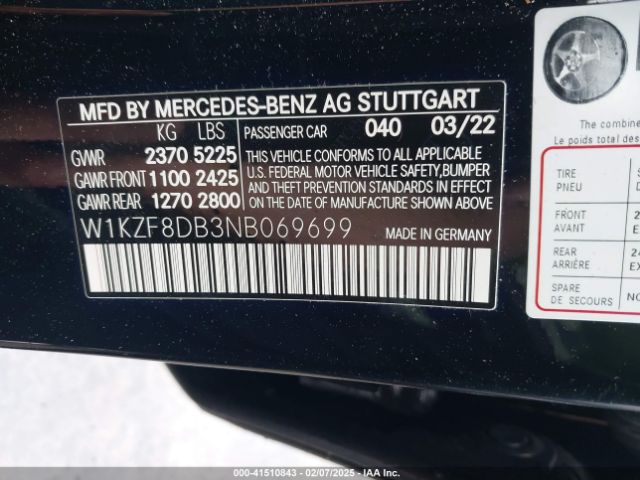 MFD BY MERCEDES-BENZ AG STUTTGART
KG LBS
PASSENGER CAR 040 03/22
GVWR 2370 5225
GAWR FRONT 1100 2425
GAWR REAR 1270 2800
THIS VEHICLE CONFORMS TO ALL APPLICABLE
U.S. FEDERAL MOTOR VEHICLE SAFETY,BUMPER
AND THEFT PREVENTION STANDARDS IN EFFECT
ON THE DATE OF MANUFACTURE SHOWN ABOVE
W1KZF8DB3NB069699
MADE IN GERMANY
The combine
Le poids total des
TIRE
PNEU
FRONT
AVANT
REAR
ARRIÈRE
SPARE
DE SECOURS
000-41510843 - 02/07/2025 - IAA Inc.